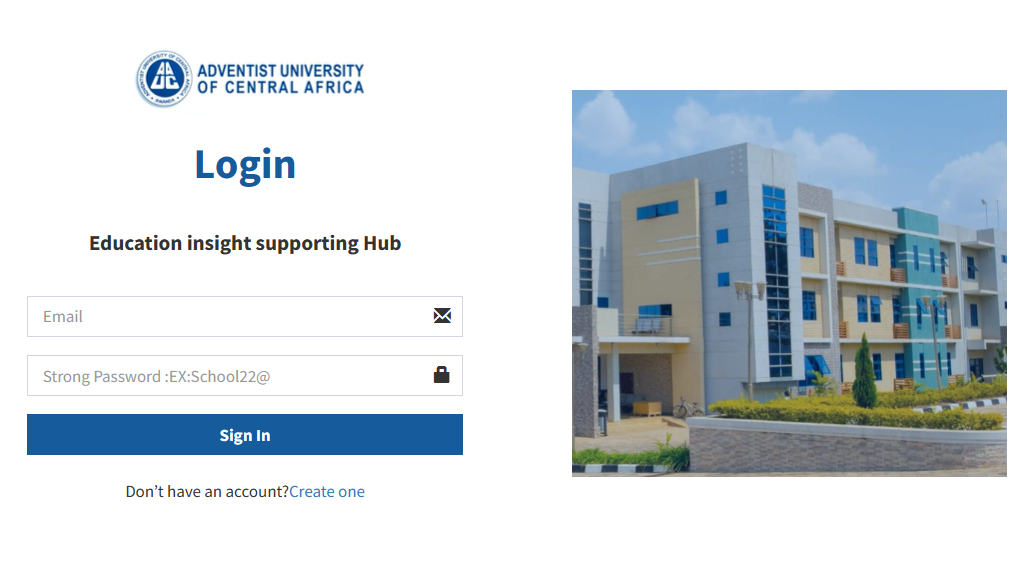 ADVENTIST UNIVERSITY
OF CENTRAL AFRICA
Login
Education insight supporting Hub
Email
Strong Password :EX:School22@
Sign In
Don’t have an account?Create one